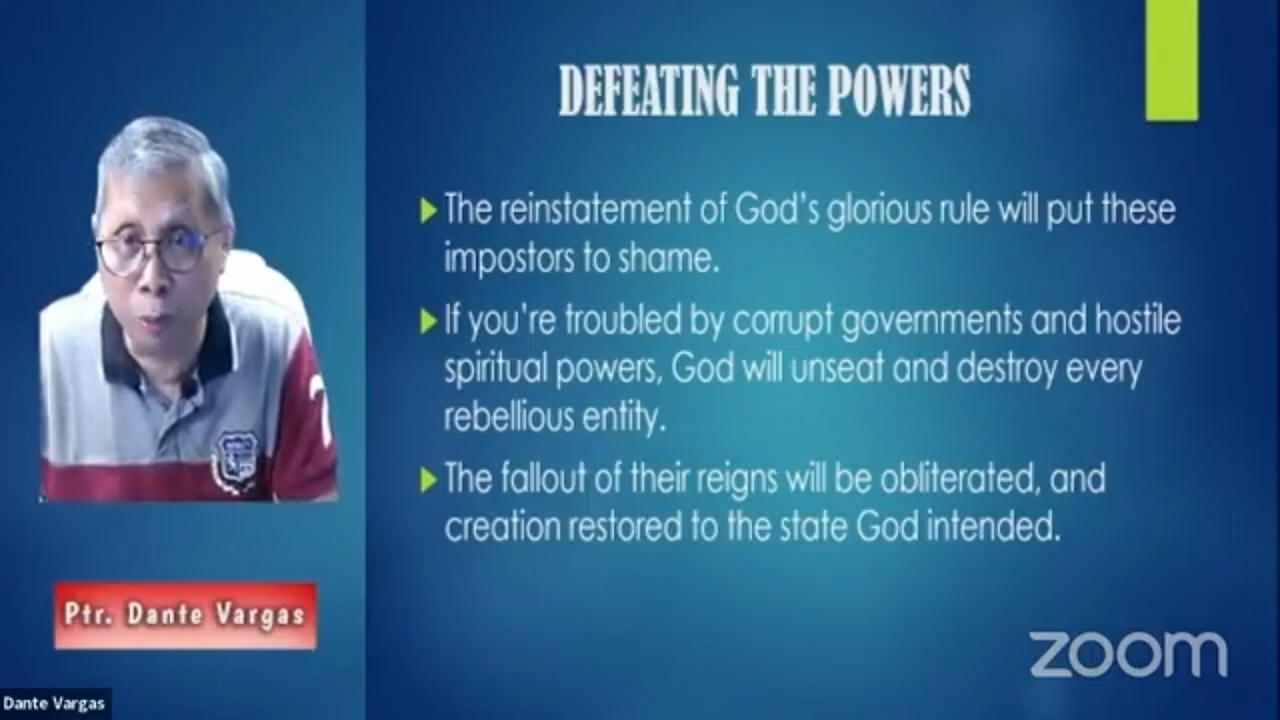 DEFEATING THE POWERS
The reinstatement of God's glorious rule will put these
impostors to shame.
If you're troubled by corrupt governments and hostile
spiritual powers, God will unseat and destroy every
rebellious entity.
The fallout of their reigns will be obliterated, and
creation restored to the state God intended.
Ptr. Dante Vargas
zoom
Dante Vargas